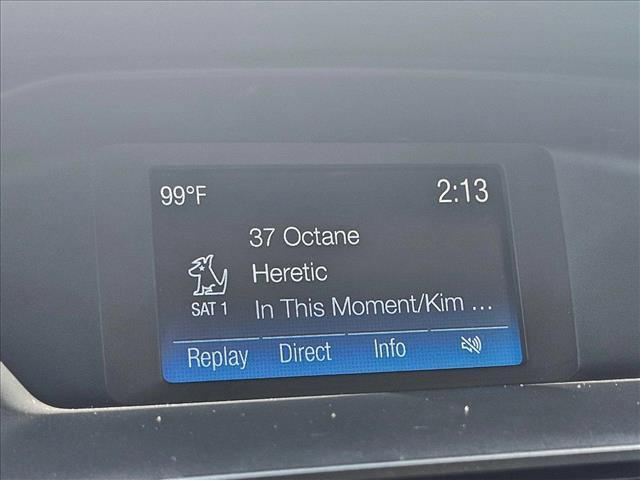 99°F 2:13
37 Octane
Heretic
SAT 1 In This Moment/Kim ...
Replay Direct Info